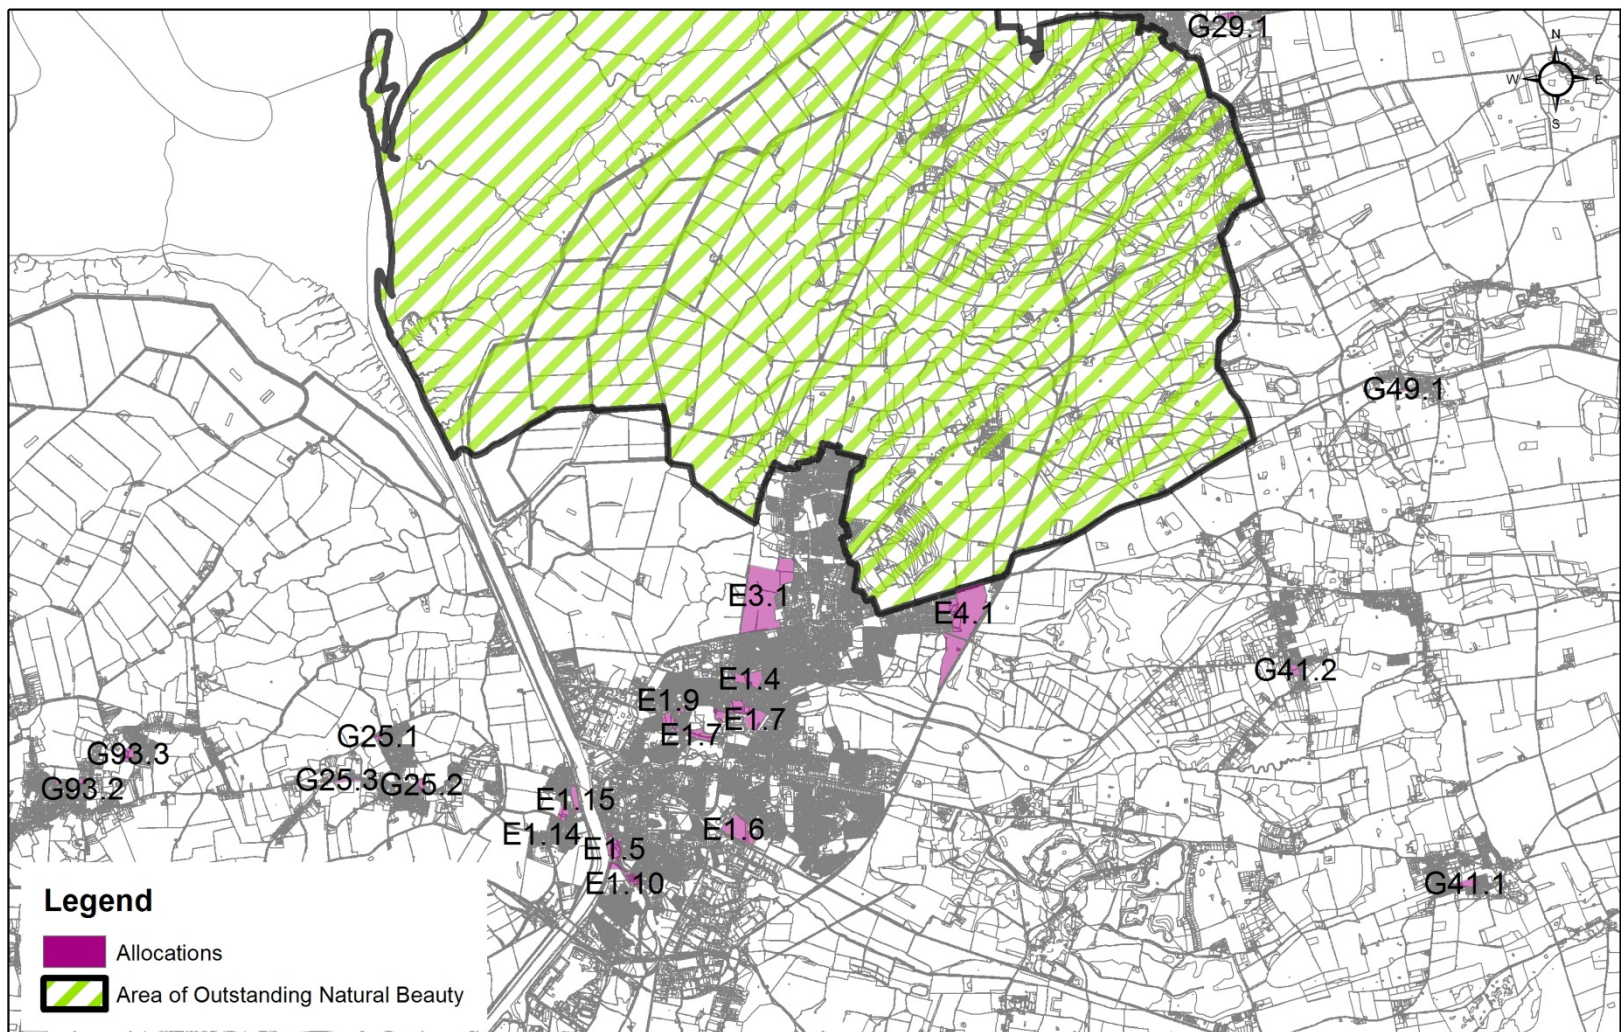 G29.1
N
W E
S
G49.1
E3.1
E4.1
G41.2
E1.4
E1.9
E1.7
E1.7
G25.1
G93.3
G25.3
G25.2
G93.2
E1.15
E1.6
E1.14
E1.5
E1.10
G41.1
Legend
Allocations
Area of Outstanding Natural Beauty